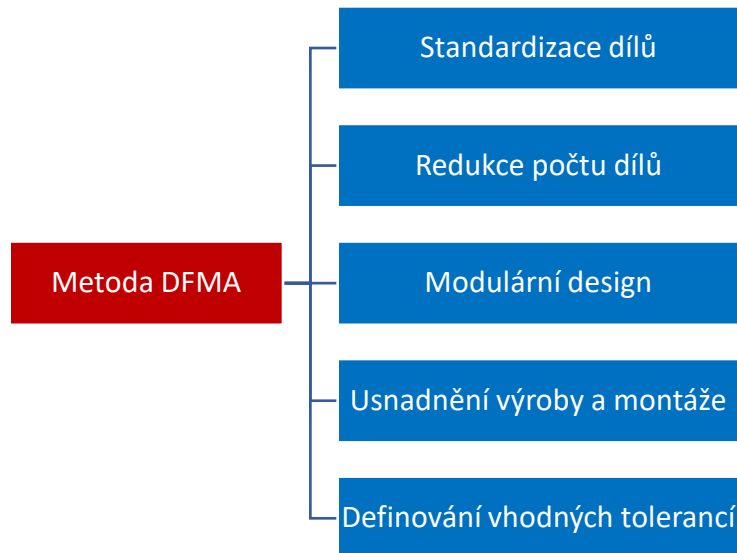 Standardizace dílů
Redukce počtu dílů
Metoda DFMA
Modulární design
Usnadnění výroby a montáže
Definování vhodných tolerancí